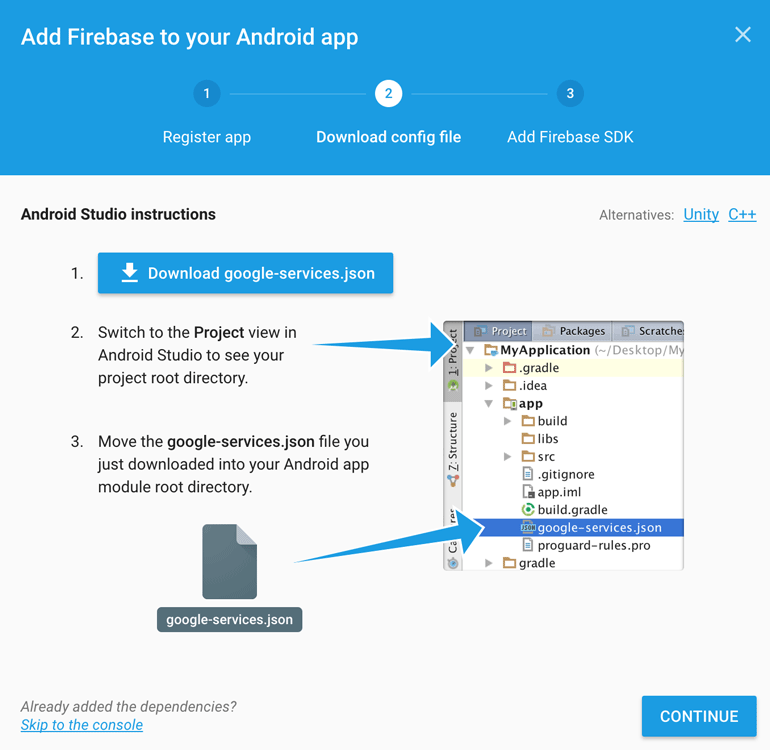 Add Firebase to your Android app
1
2
3
Register app
Download config file
Add Firebase SDK
Android Studio instructions
Alternatives: Unity C++
1. Download google-services.json
2. Switch to the Project view in
Android Studio to see your
project root directory.
3. Move the google-services.json file you
just downloaded into your Android app
module root directory.
google-services.json
Project Packages Scratches
1: Project
7: Structure
MyApplication (~/Desktop/My
.gradle
.idea
app
build
libs
src
.gitignore
app.iml
build.gradle
google-services.json
proguard-rules.pro
gradle
Already added the dependencies?
Skip to the console
CONTINUE